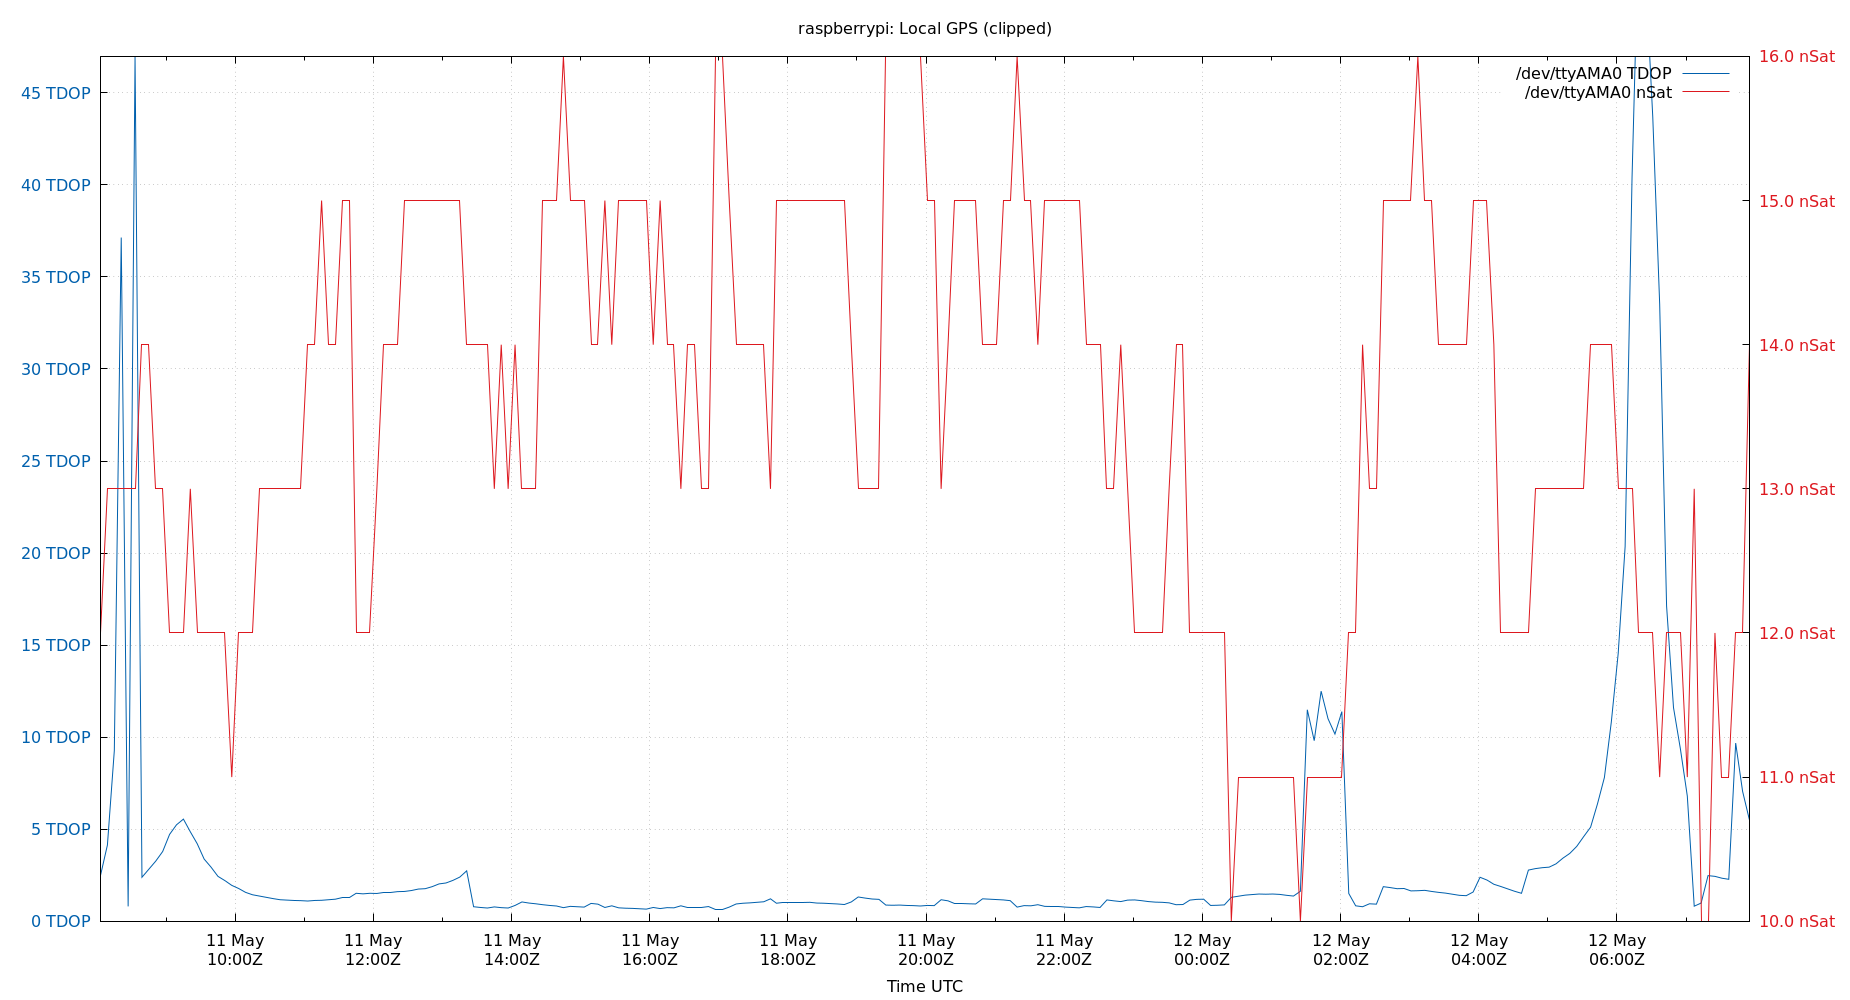 raspberrypi: Local GPS (clipped)
/dev/ttyAMA0 TDOP
/dev/ttyAMA0 nSat
45 TDOP
40 TDOP
35 TDOP
30 TDOP
25 TDOP
20 TDOP
15 TDOP
10 TDOP
5 TDOP
0 TDOP
16.0 nSat
15.0 nSat
14.0 nSat
13.0 nSat
12.0 nSat
11.0 nSat
10.0 nSat
11 May
10:00Z
11 May
12:00Z
11 May
14:00Z
11 May
16:00Z
11 May
18:00Z
11 May
20:00Z
11 May
22:00Z
12 May
00:00Z
12 May
02:00Z
12 May
04:00Z
12 May
06:00Z
Time UTC